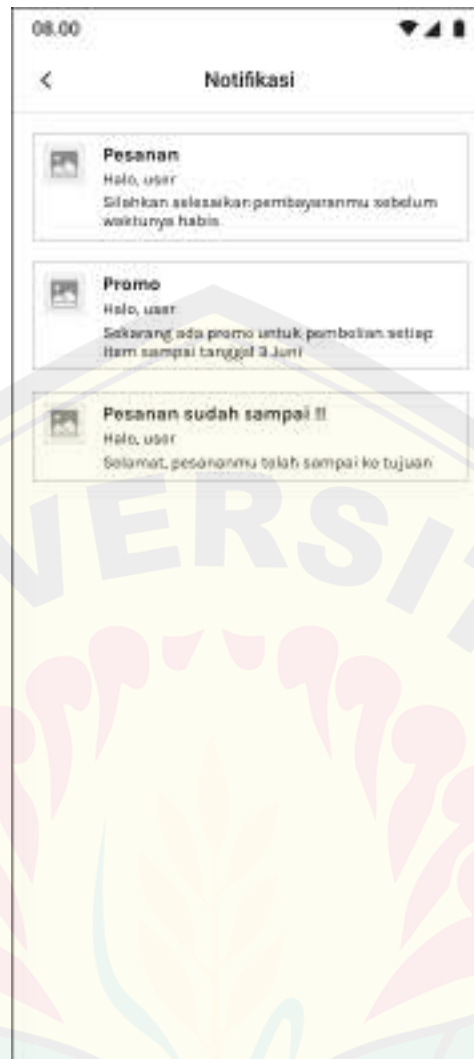 08.00
Notifikasi
Pesanan
Halo, user
Silahkan selesaikan pembayaranmu sebelum
waktunya habis
Promo
Halo, user
Sekarang ada promo untuk pembelian setiap
item sampai tanggal 3 Juni
Pesanan sudah sampai !!
Halo, user
Selamat, pesananmu telah sampai ke tujuan
VERSIT